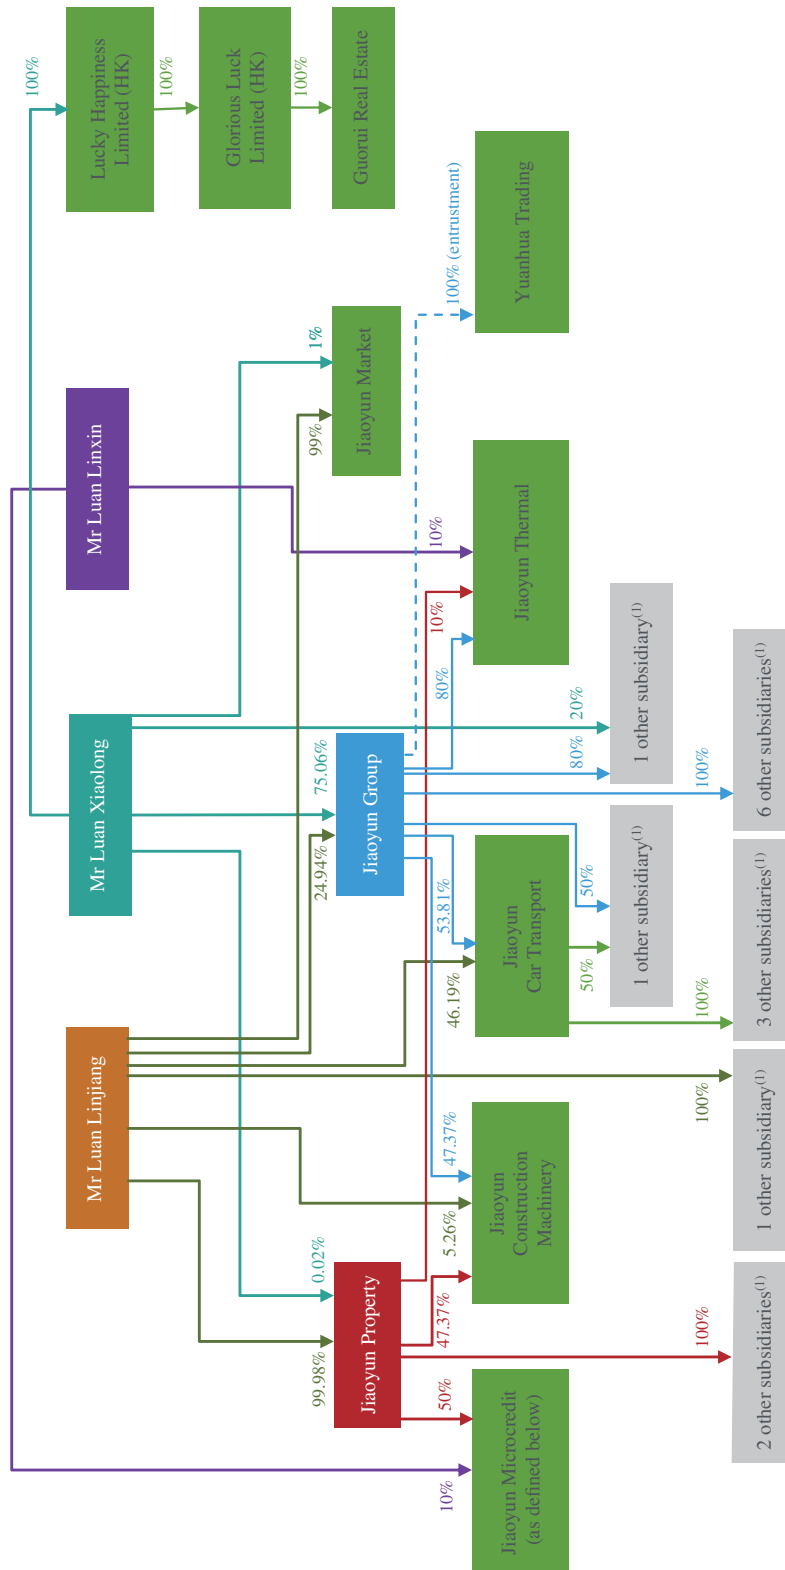 100%
Lucky Happiness
Limited (HK)
100%
Glorious Luck
Limited (HK)
100%
Guorui Real Estate
Mr Luan Linjiang
Mr Luan Xiaolong
Mr Luan Linxin
99.98%
0.02%
24.94%
75.06%
99%
1%
Jiaoyun Property
Jiaoyun Group
Jiaoyun Market
10%
50%
47.37%
5.26%
47.37%
46.19%
53.81%
80%
10%
10%
100% (entrustment)
Jiaoyun Microcredit
(as defined below)
Jiaoyun
Construction
Machinery
Jiaoyun
Car Transport
Jiaoyun Thermal
Yuanhua Trading
50%
50%
80%
20%
1 other subsidiary(1)
1 other subsidiary(1)
100%
100%
100%
100%
2 other subsidiaries(1)
1 other subsidiary(1)
3 other subsidiaries(1)
6 other subsidiaries(1)